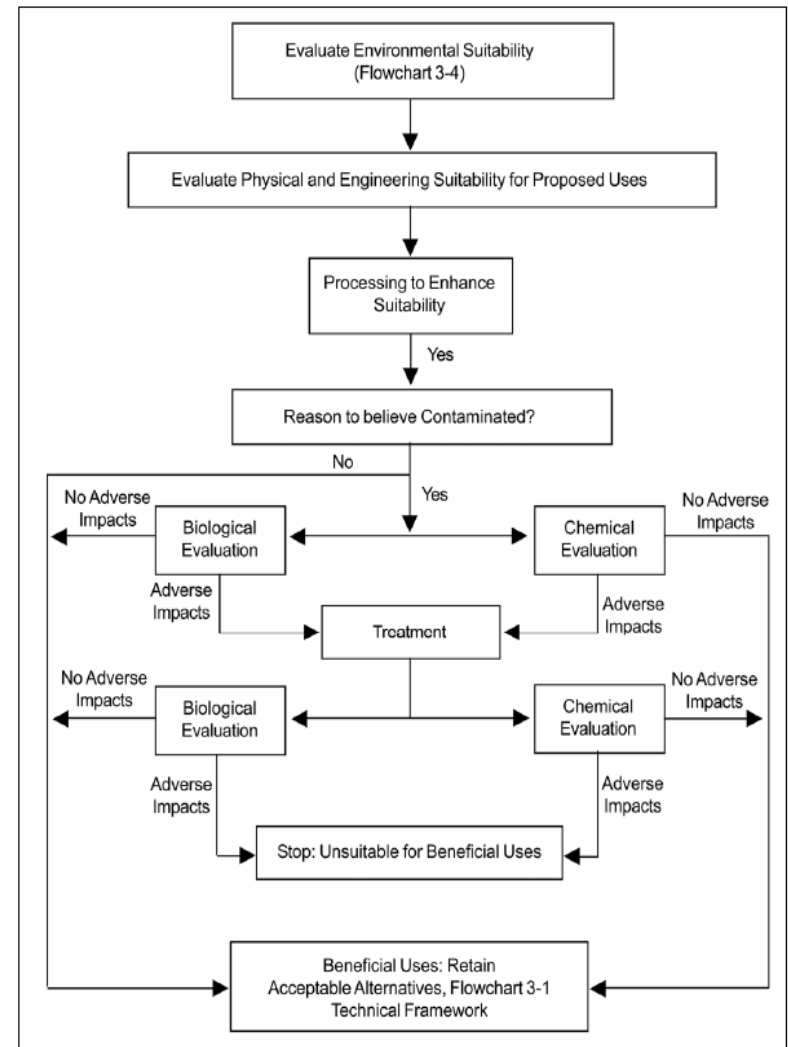 Evaluate Environmental Suitability
(Flowchart 3-4)
Evaluate Physical and Engineering Suitability for Proposed Uses
Processing to Enhance
Suitability
Yes
Reason to believe Contaminated?
No
Yes
No Adverse
Impacts
Biological
Evaluation
Chemical
Evaluation
No Adverse
Impacts
Adverse
Impacts
Treatment
Adverse
Impacts
No Adverse
Impacts
Biological
Evaluation
Chemical
Evaluation
No Adverse
Impacts
Adverse
Impacts
Adverse
Impacts
Stop: Unsuitable for Beneficial Uses
Beneficial Uses: Retain
Acceptable Alternatives, Flowchart 3-1
Technical Framework